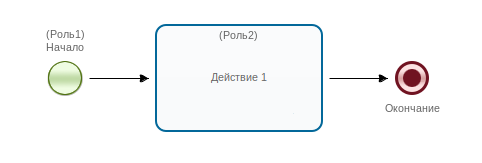 (Роль1)
Начало
(Роль2)
Действие 1
Окончание